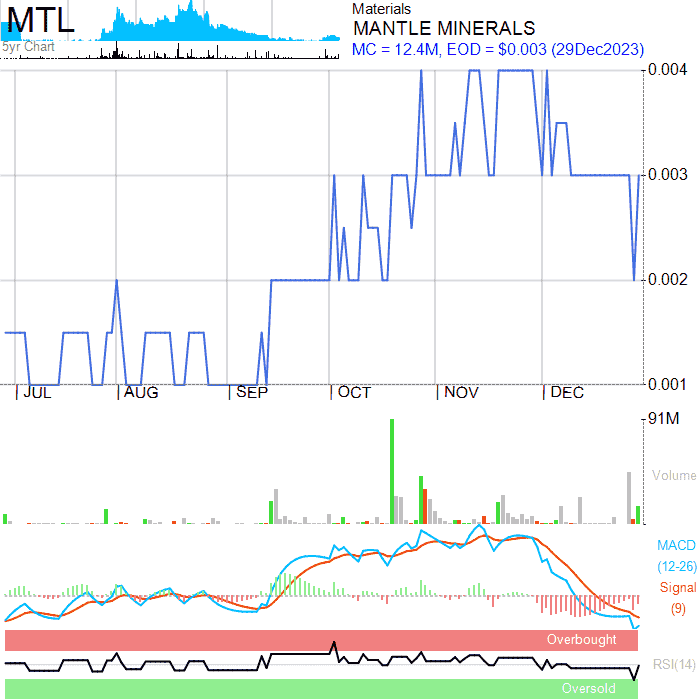 MTL
5yr Chart
Materials
MANTLE MINERALS
MC = 12.4M, EOD = $0.003 (29Dec2023)
0.004
0.003
0.002
0.001
JUL AUG SEP OCT NOV DEC
91M
Volume
MACD
(12-26)
Signal
(9)
Overbought
RSI(14)
Oversold